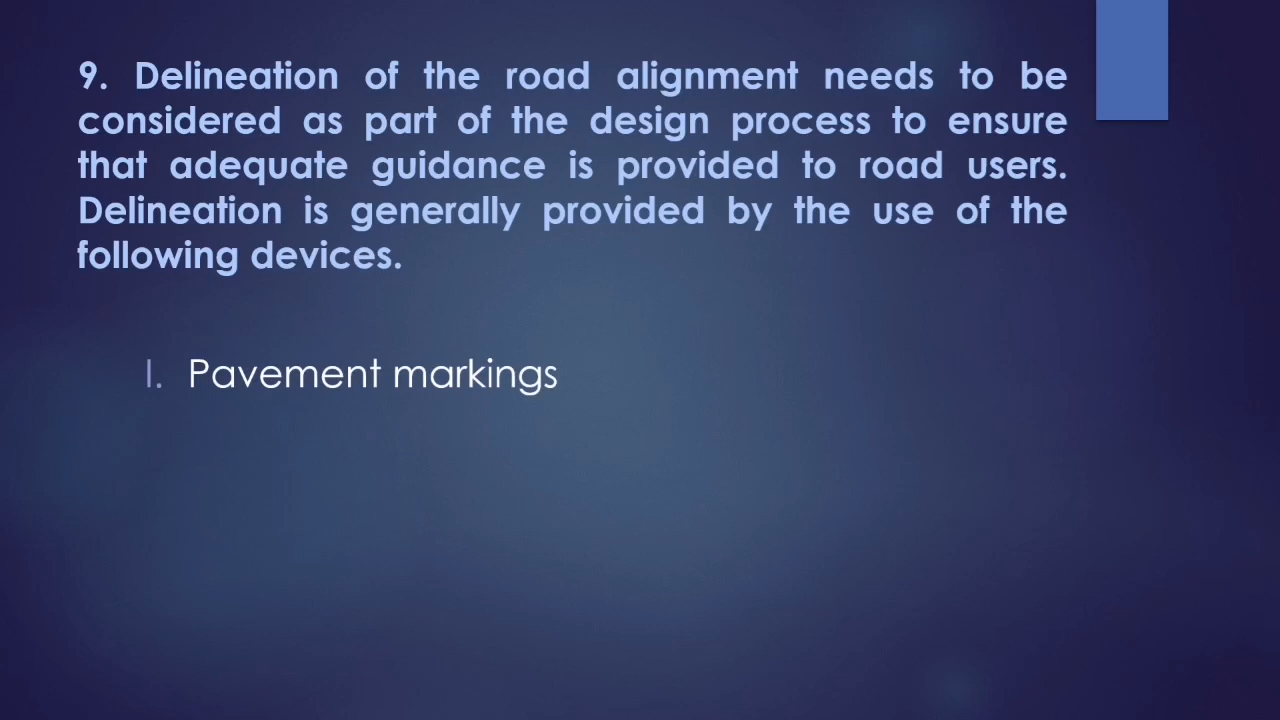 9. Delineation of the road alignment needs to be
considered as part of the design process to ensure
that adequate guidance is provided to road users.
Delineation is generally provided by the use of the
following devices.
I. Pavement markings